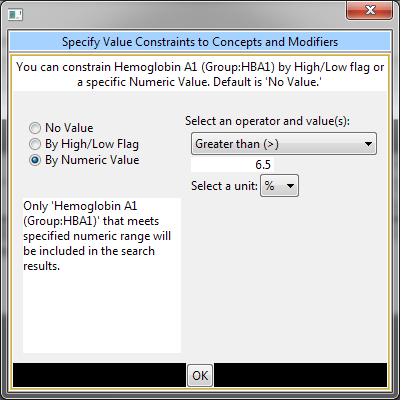 Specify Value Constraints to Concepts and Modifiers
You can constrain Hemoglobin A1 (Group:HBA1) by High/Low flag or
a specific Numeric Value. Default is 'No Value.'
Select an operator and value(s):
No Value
Greater than (>)
By High/Low Flag
By Numeric Value
6.5
Select a unit: %
Only 'Hemoglobin A1
(Group:HBA1)' that meets
specified numeric range will
be included in the search
results.
OK